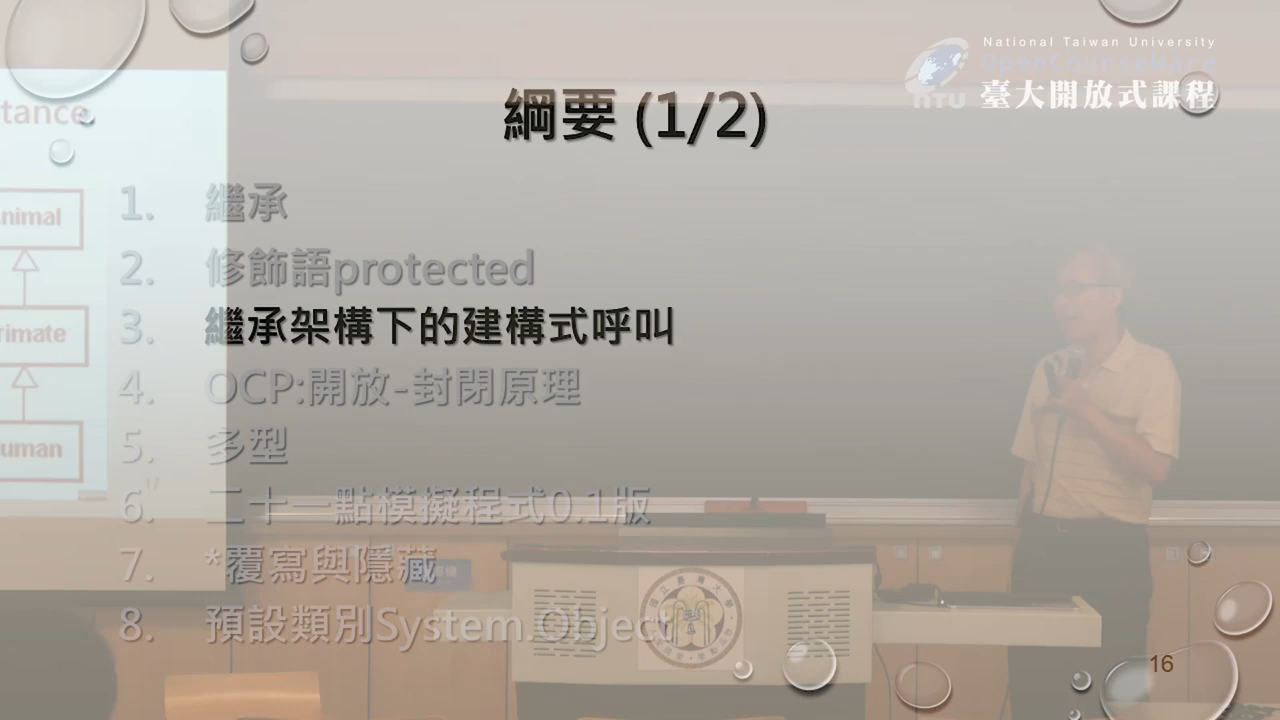 National Taiwan University
OpenCourseWare
NTU 臺大開放式課程
綱要 (1/2)
tance
1. 繼承
nimal
2. 修飾語protected
3. 繼承架構下的建構式呼叫
rimate
4. OCP:開放-封閉原理
5. 多型
uman
17
6. 二十一點模擬程式0.1版
7. *覆寫與隱藏
8. 預設類別System.Object
16